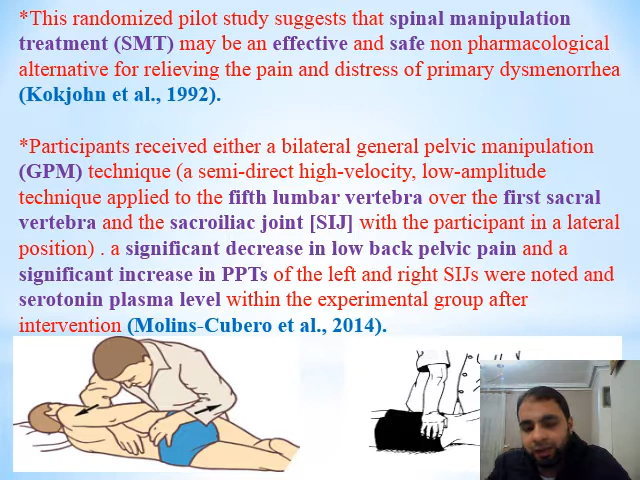 *This randomized pilot study suggests that spinal manipulation
treatment (SMT) may be an effective and safe non pharmacological
alternative for relieving the pain and distress of primary dysmenorrhea
(Kokjohn et al., 1992).
*Participants received either a bilateral general pelvic manipulation
(GPM) technique (a semi-direct high-velocity, low-amplitude
technique applied to the fifth lumbar vertebra over the first sacral
vertebra and the sacroiliac joint [SIJ] with the participant in a lateral
position) . a significant decrease in low back pelvic pain and a
significant increase in PPTs of the left and right SIJs were noted and
serotonin plasma level within the experimental group after
intervention (Molins-Cubero et al., 2014).